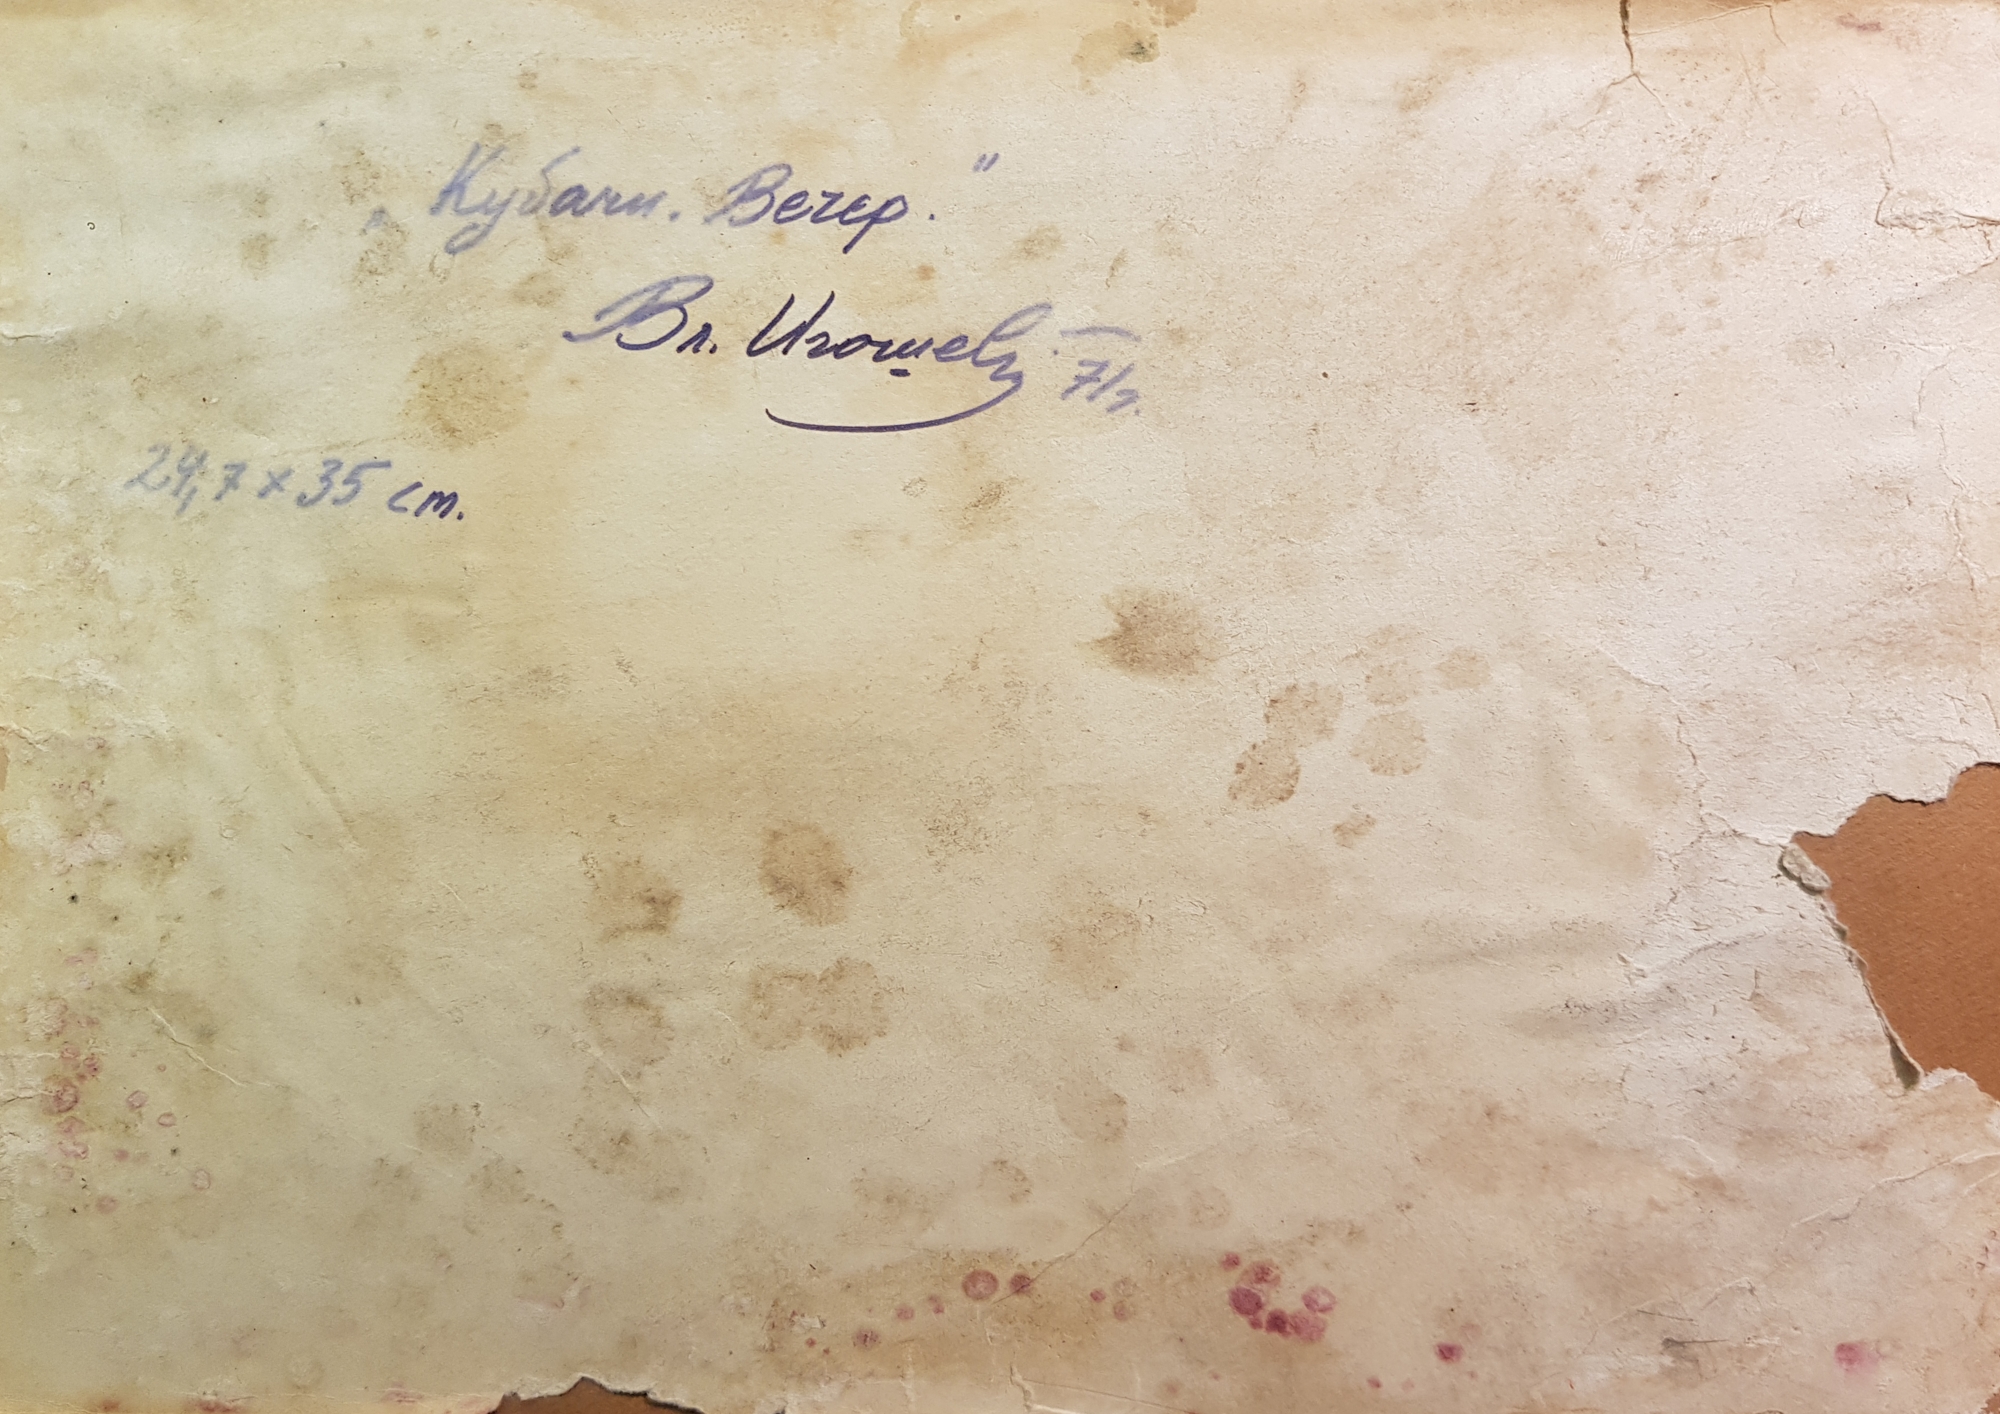 „Кубачи. Вечер."
Вл. Игошев – 71г.
24,7 × 35 cm.